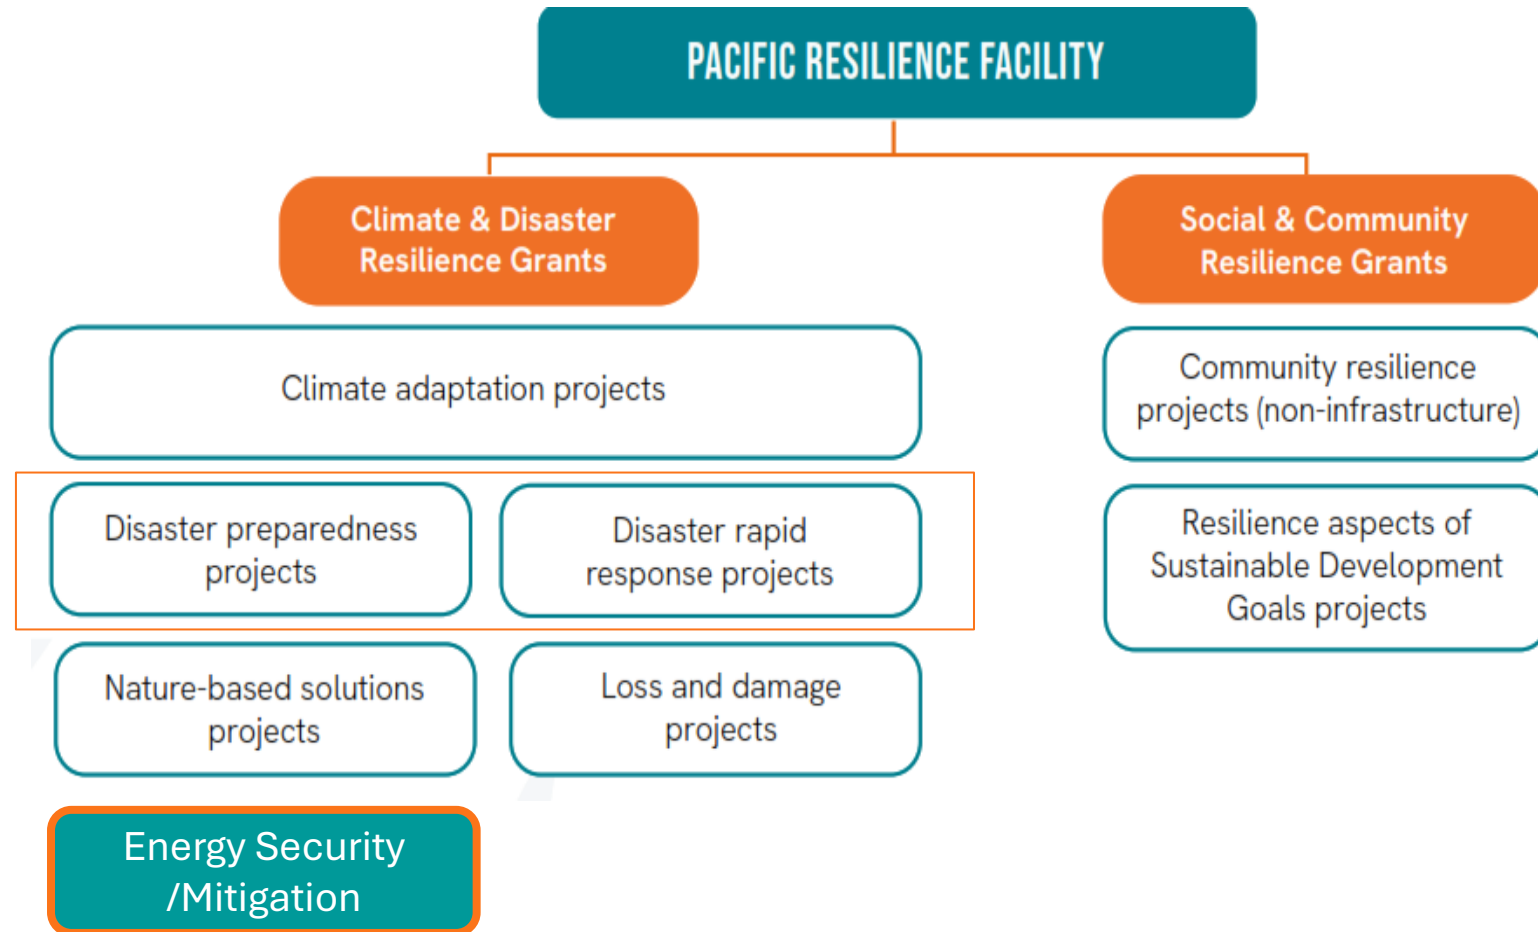 PACIFIC RESILIENCE FACILITY
Climate & Disaster
Resilience Grants
Social & Community
Resilience Grants
Climate adaptation projects
Community resilience
projects (non-infrastructure)
Disaster preparedness
projects
Disaster rapid
response projects
Resilience aspects of
Sustainable Development
Goals projects
Nature-based solutions
projects
Loss and damage
projects
Energy Security
/Mitigation